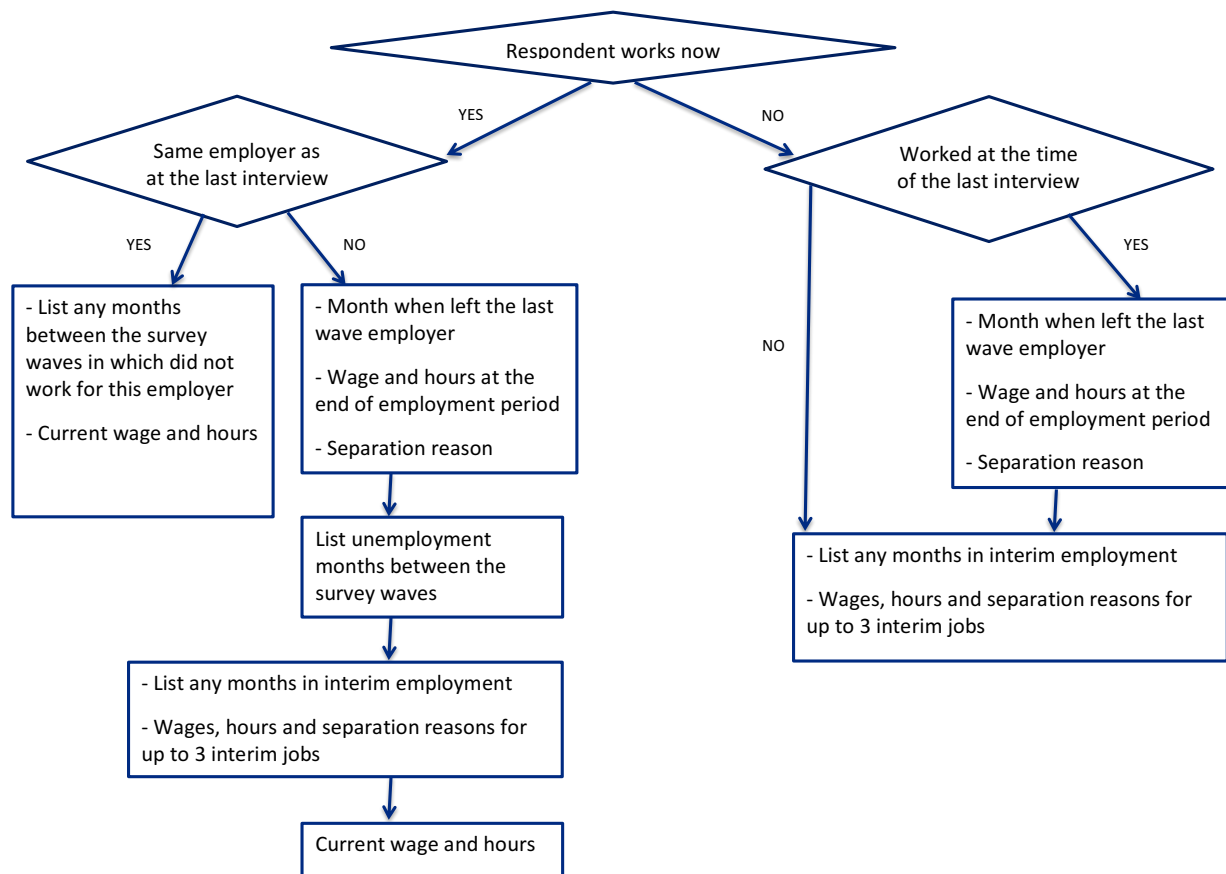 Respondent works now
YES
NO
Same employer as
at the last interview
Worked at the time
of the last interview
YES
NO
YES
NO
- List any months
between the survey
waves in which did not
work for this employer
- Current wage and hours
- Month when left the last
wave employer
- Wage and hours at the
end of employment period
- Separation reason
- Month when left the last
wave employer
- Wage and hours at the
end of employment period
- Separation reason
List unemployment
months between the
survey waves
- List any months in interim employment
- Wages, hours and separation reasons for
up to 3 interim jobs
- List any months in interim employment
- Wages, hours and separation reasons for
up to 3 interim jobs
Current wage and hours